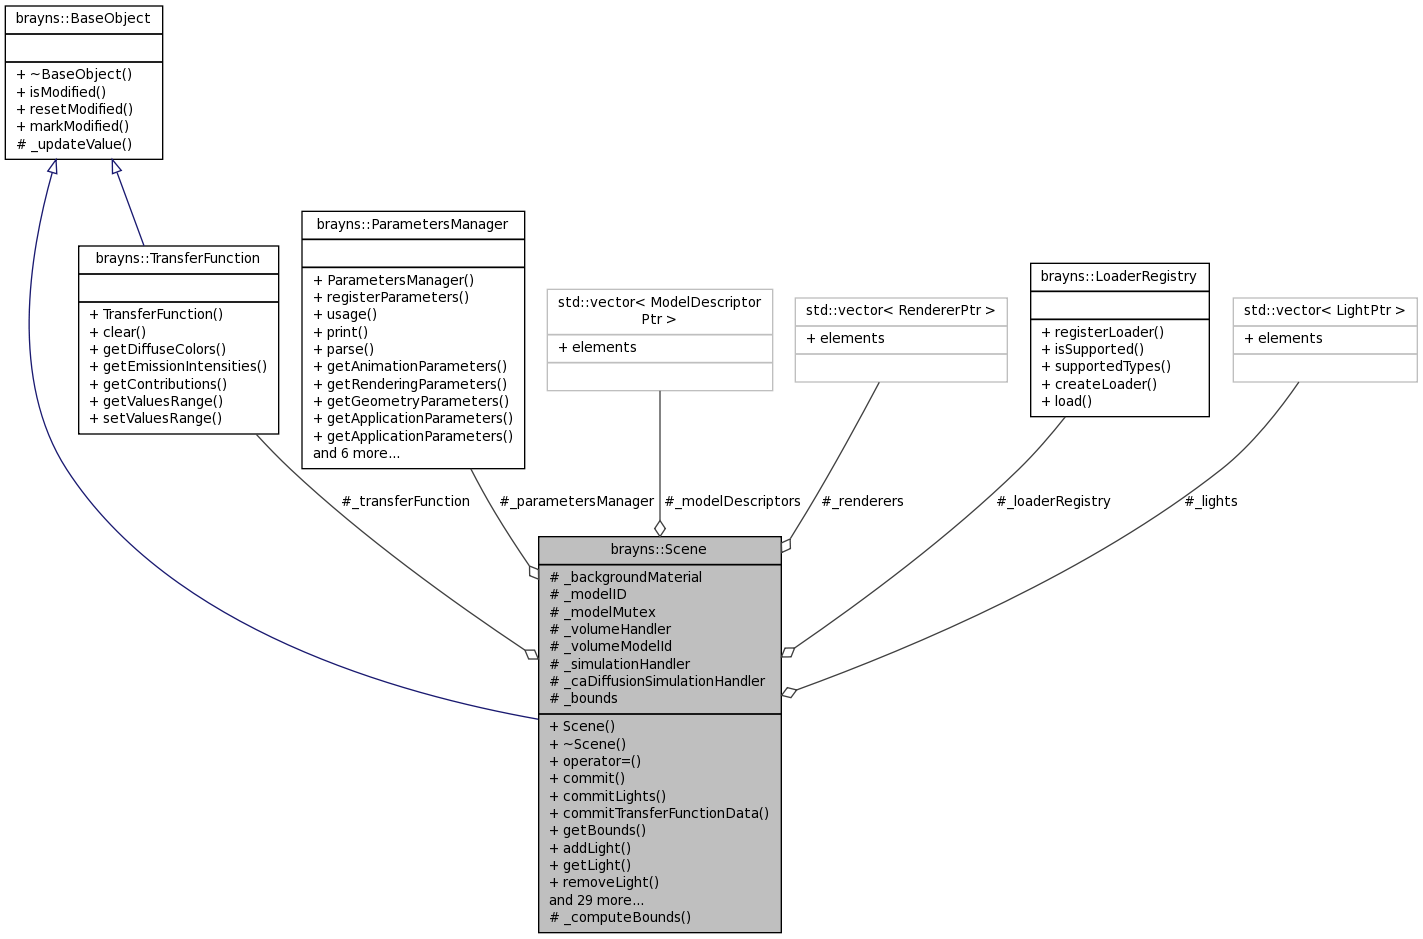 brayns::BaseObject
+ ~BaseObject()
+ isModified()
+ resetModified()
+ markModified()
# _updateValue()
brayns::TransferFunction
+ TransferFunction()
+ clear()
+ getDiffuseColors()
+ getEmissionIntensities()
+ getContributions()
+ getValuesRange()
+ setValuesRange()
brayns::ParametersManager
+ ParametersManager()
+ registerParameters()
+ usage()
+ print()
+ parse()
+ getAnimationParameters()
+ getRenderingParameters()
+ getGeometryParameters()
+ getApplicationParameters()
+ getApplicationParameters()
and 6 more...
std::vector< ModelDescriptor
Ptr >
+ elements
std::vector< RendererPtr >
+ elements
brayns::LoaderRegistry
+ registerLoader()
+ isSupported()
+ supportedTypes()
+ createLoader()
+ load()
std::vector< LightPtr >
+ elements
#_transferFunction
#_parametersManager
#_modelDescriptors
#_renderers
#_loaderRegistry
#_lights
brayns::Scene
# _backgroundMaterial
# _modelID
# _modelMutex
# _volumeHandler
# _volumeModelId
# _simulationHandler
# _caDiffusionSimulationHandler
# _bounds
+ Scene()
+ ~Scene()
+ operator=()
+ commit()
+ commitLights()
+ commitTransferFunctionData()
+ getBounds()
+ addLight()
+ getLight()
+ removeLight()
and 29 more...
# _computeBounds()